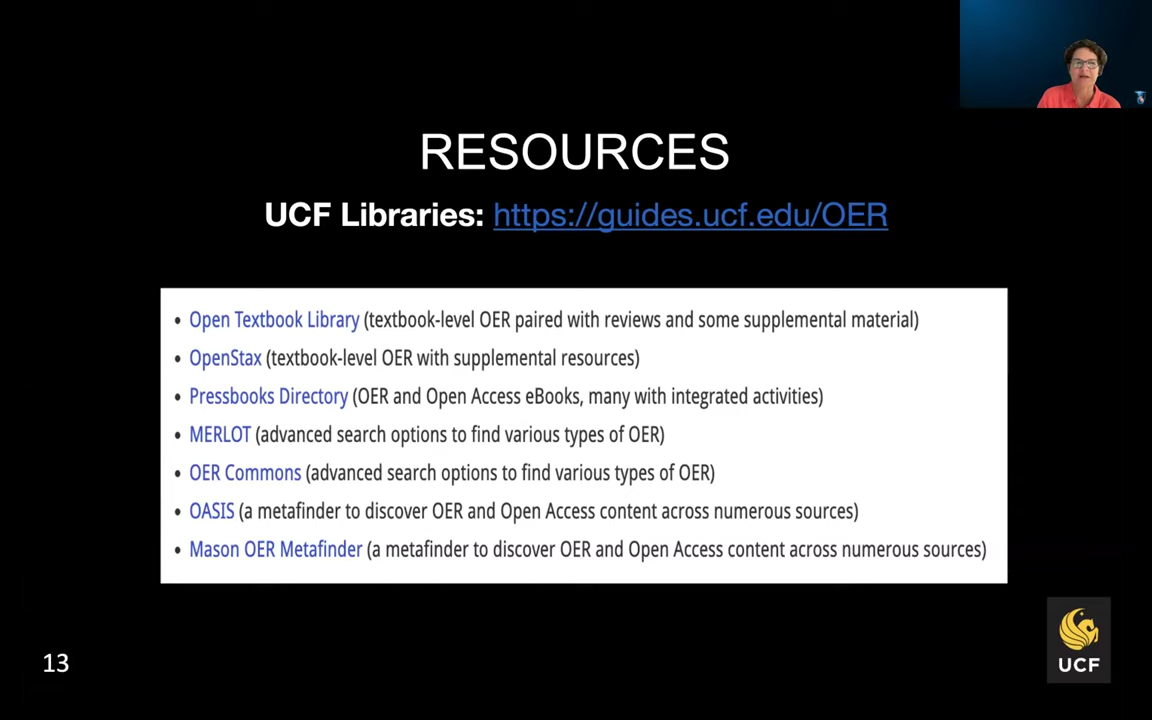 RESOURCES
UCF Libraries: https://guides.ucf.edu/OER
• Open Textbook Library (textbook-level OER paired with reviews and some supplemental material)
• OpenStax (textbook-level OER with supplemental resources)
• Pressbooks Directory (OER and Open Access eBooks, many with integrated activities)
• MERLOT (advanced search options to find various types of OER)
• OER Commons (advanced search options to find various types of OER)
• OASIS (a metafinder to discover OER and Open Access content across numerous sources)
• Mason OER Metafinder (a metafinder to discover OER and Open Access content across numerous sources)
13
UCF